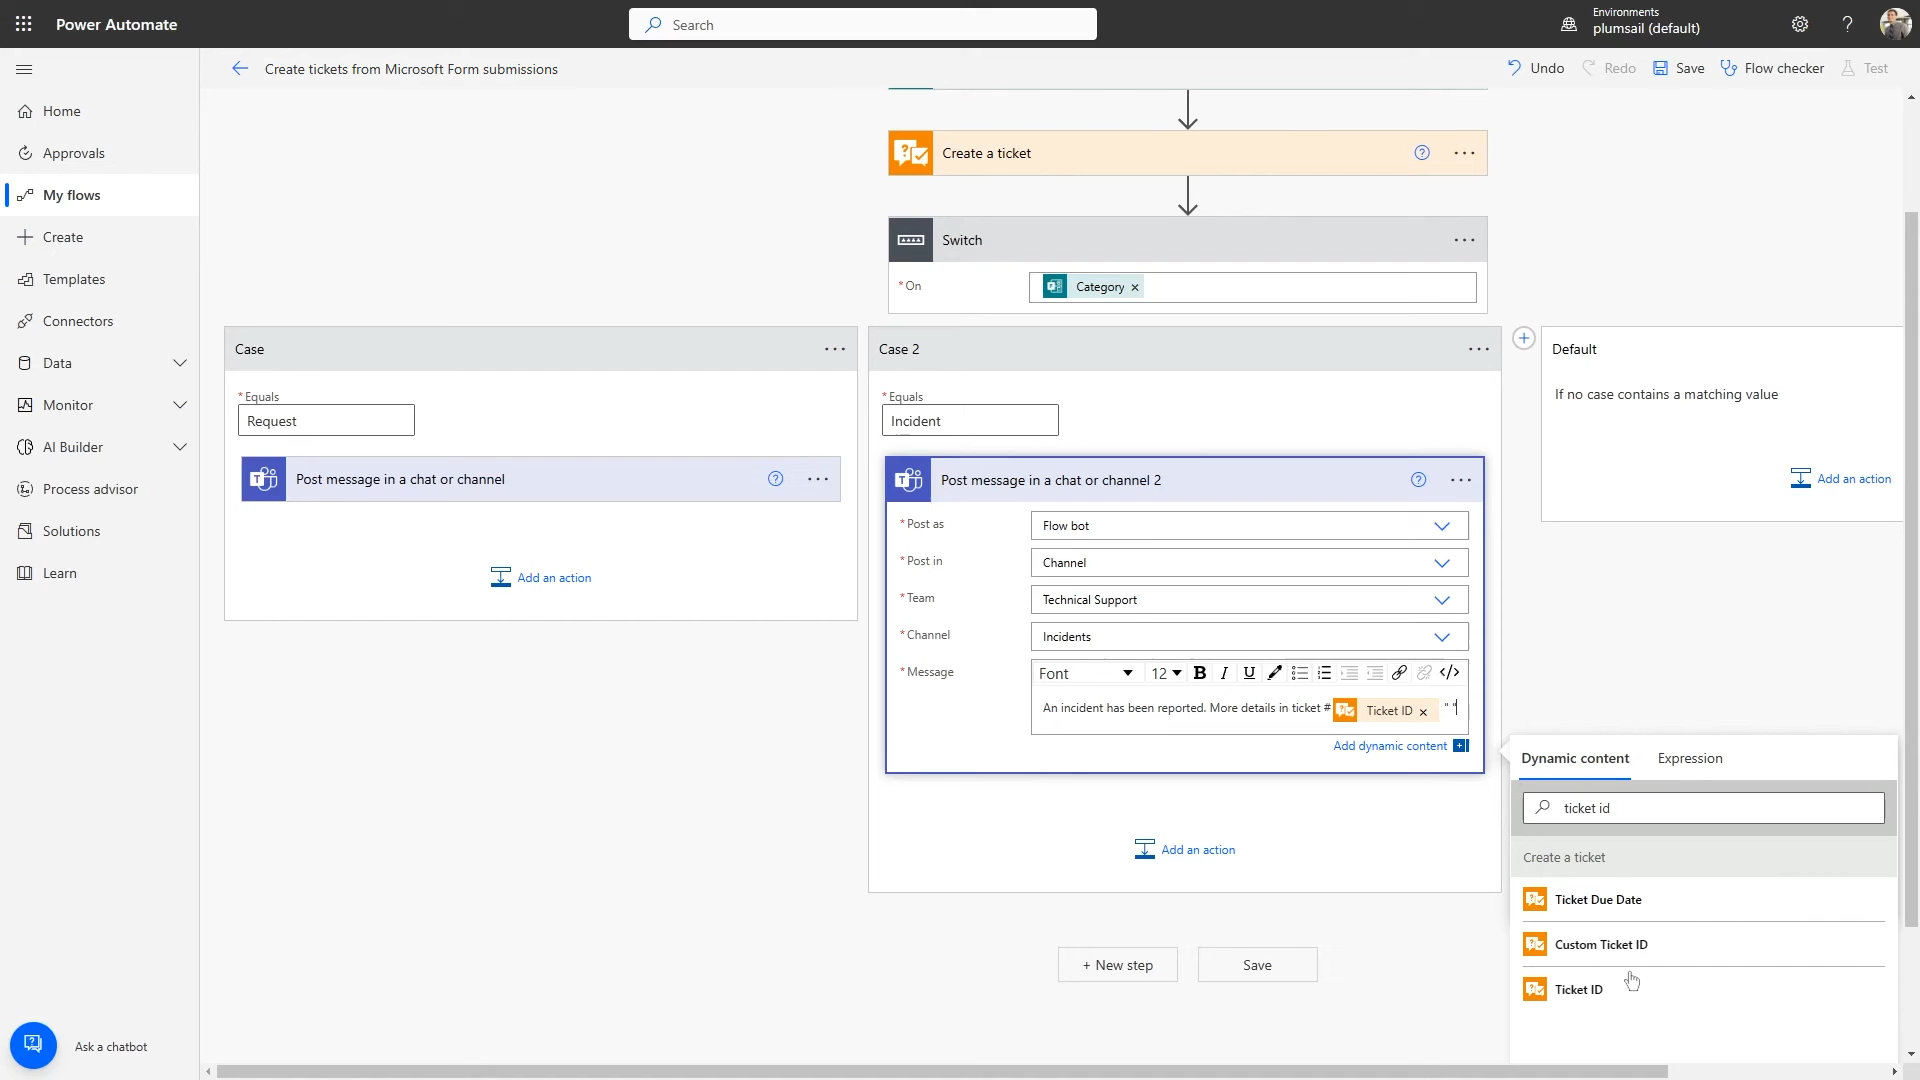 Power Automate
Search
Environments
plumsail (default)
?
Create tickets from Microsoft Form submissions
Undo
Redo
Save
Flow checker
Test
Home
Approvals
My flows
Create
Templates
Connectors
Data
Monitor
AI Builder
Process advisor
Solutions
Learn
Ask a chatbot
Create a ticket
Switch
* On
Category ×
Case
* Equals
Request
Post message in a chat or channel
Add an action
Case 2
* Equals
Incident
Post message in a chat or channel 2
* Post as
Flow bot
* Post in
Channel
* Team
Technical Support
* Channel
Incidents
* Message
Font 12 B I U </>
An incident has been reported. More details in ticket # Ticket ID × " "
Add dynamic content
Add an action
Default
If no case contains a matching value
Add an action
+ New step
Save
Dynamic content
Expression
ticket id
Create a ticket
Ticket Due Date
Custom Ticket ID
Ticket ID